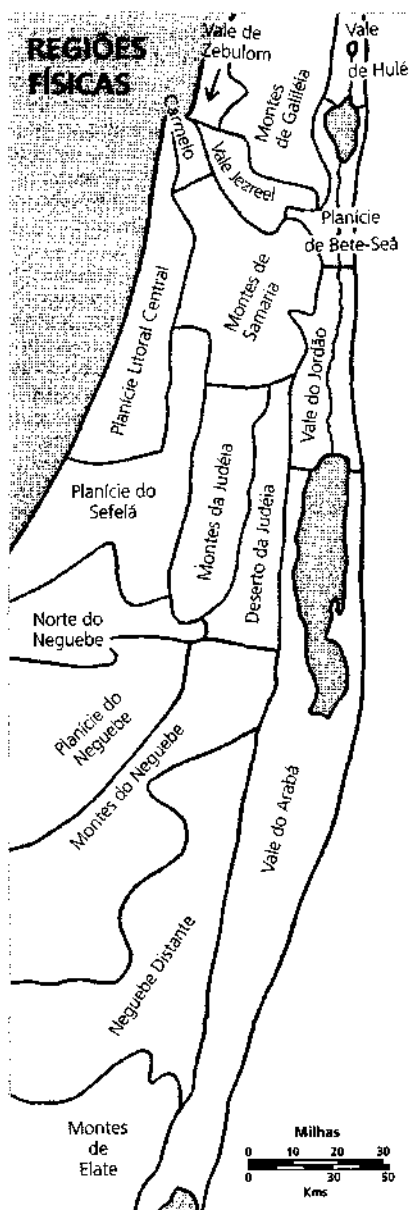 REGIÕES
FÍSICAS
Vale de
Zebulom
Vale
de Hulé
Montes
de Galiléia
Carmelo
Vale Jezreel
Planície
de Bete-Seã
Montes de
Samaria
Planície Litoral Central
Vale do Jordão
Planície do
Sefelá
Montes da Judéia
Deserto da Judéia
Norte do
Neguebe
Planície do
Neguebe
Montes do Neguebe
Vale do Arabá
Neguebe Distante
Montes
de
Elate
Milhas
0 10 20 30
0 30 50
Kms